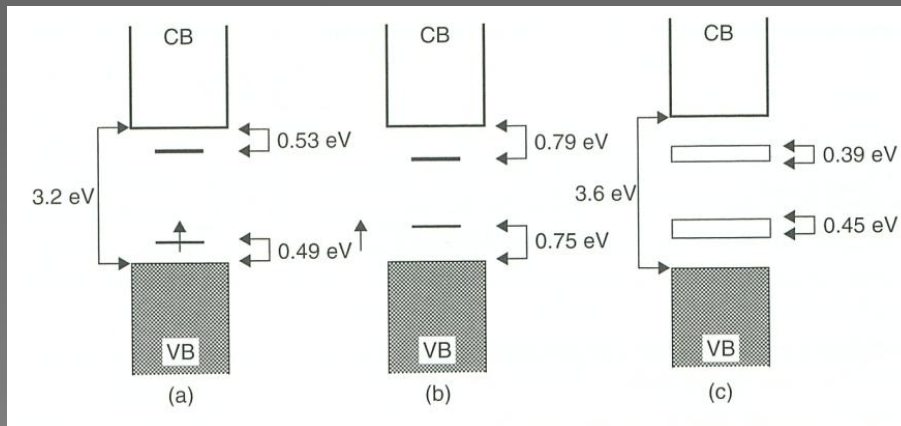 CB
CB
CB
0.53 eV
0.79 eV
0.39 eV
3.2 eV
3.6 eV
0.49 eV
0.75 eV
0.45 eV
VB
VB
VB
(a)
(b)
(c)